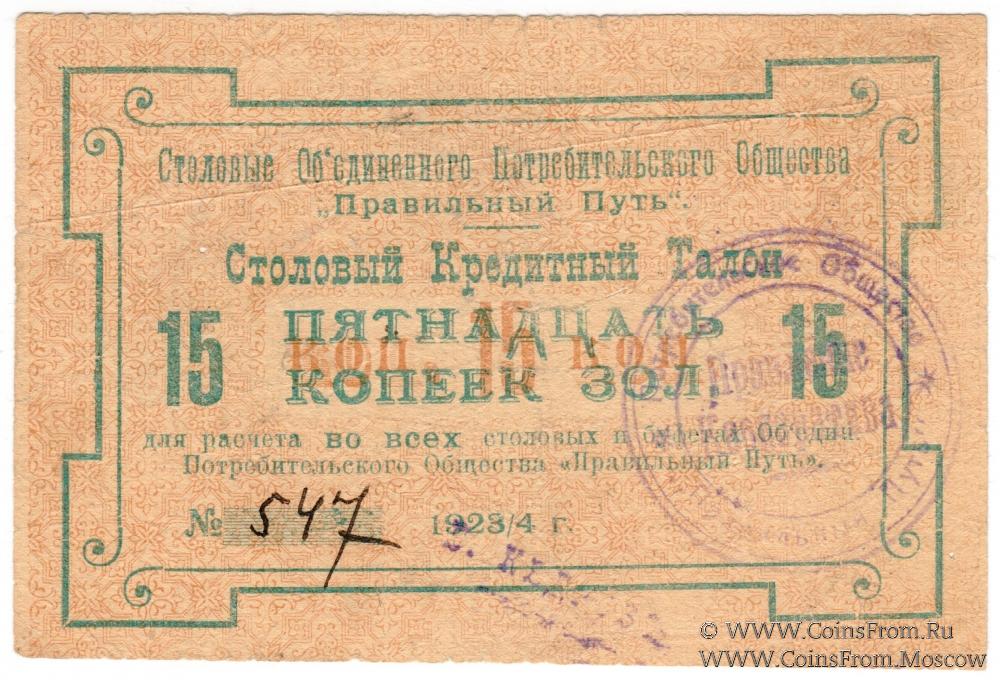 Столовые Об'единенного Потребительского Общества
„Правильный Путь".
Столовый Кредитный Талон
15 ПЯТНАДЦАТЬ 15
коп. 15 коп
КОПЕЕК ЗОЛ.
для расчета во всех столовых и буфетах Об'един.
Потребительского Общества «Правильный Путь».
№ 547 1923/4 г.
Общество
© WWW.CoinsFrom.Ru
WWW.CoinsFrom.Moscow